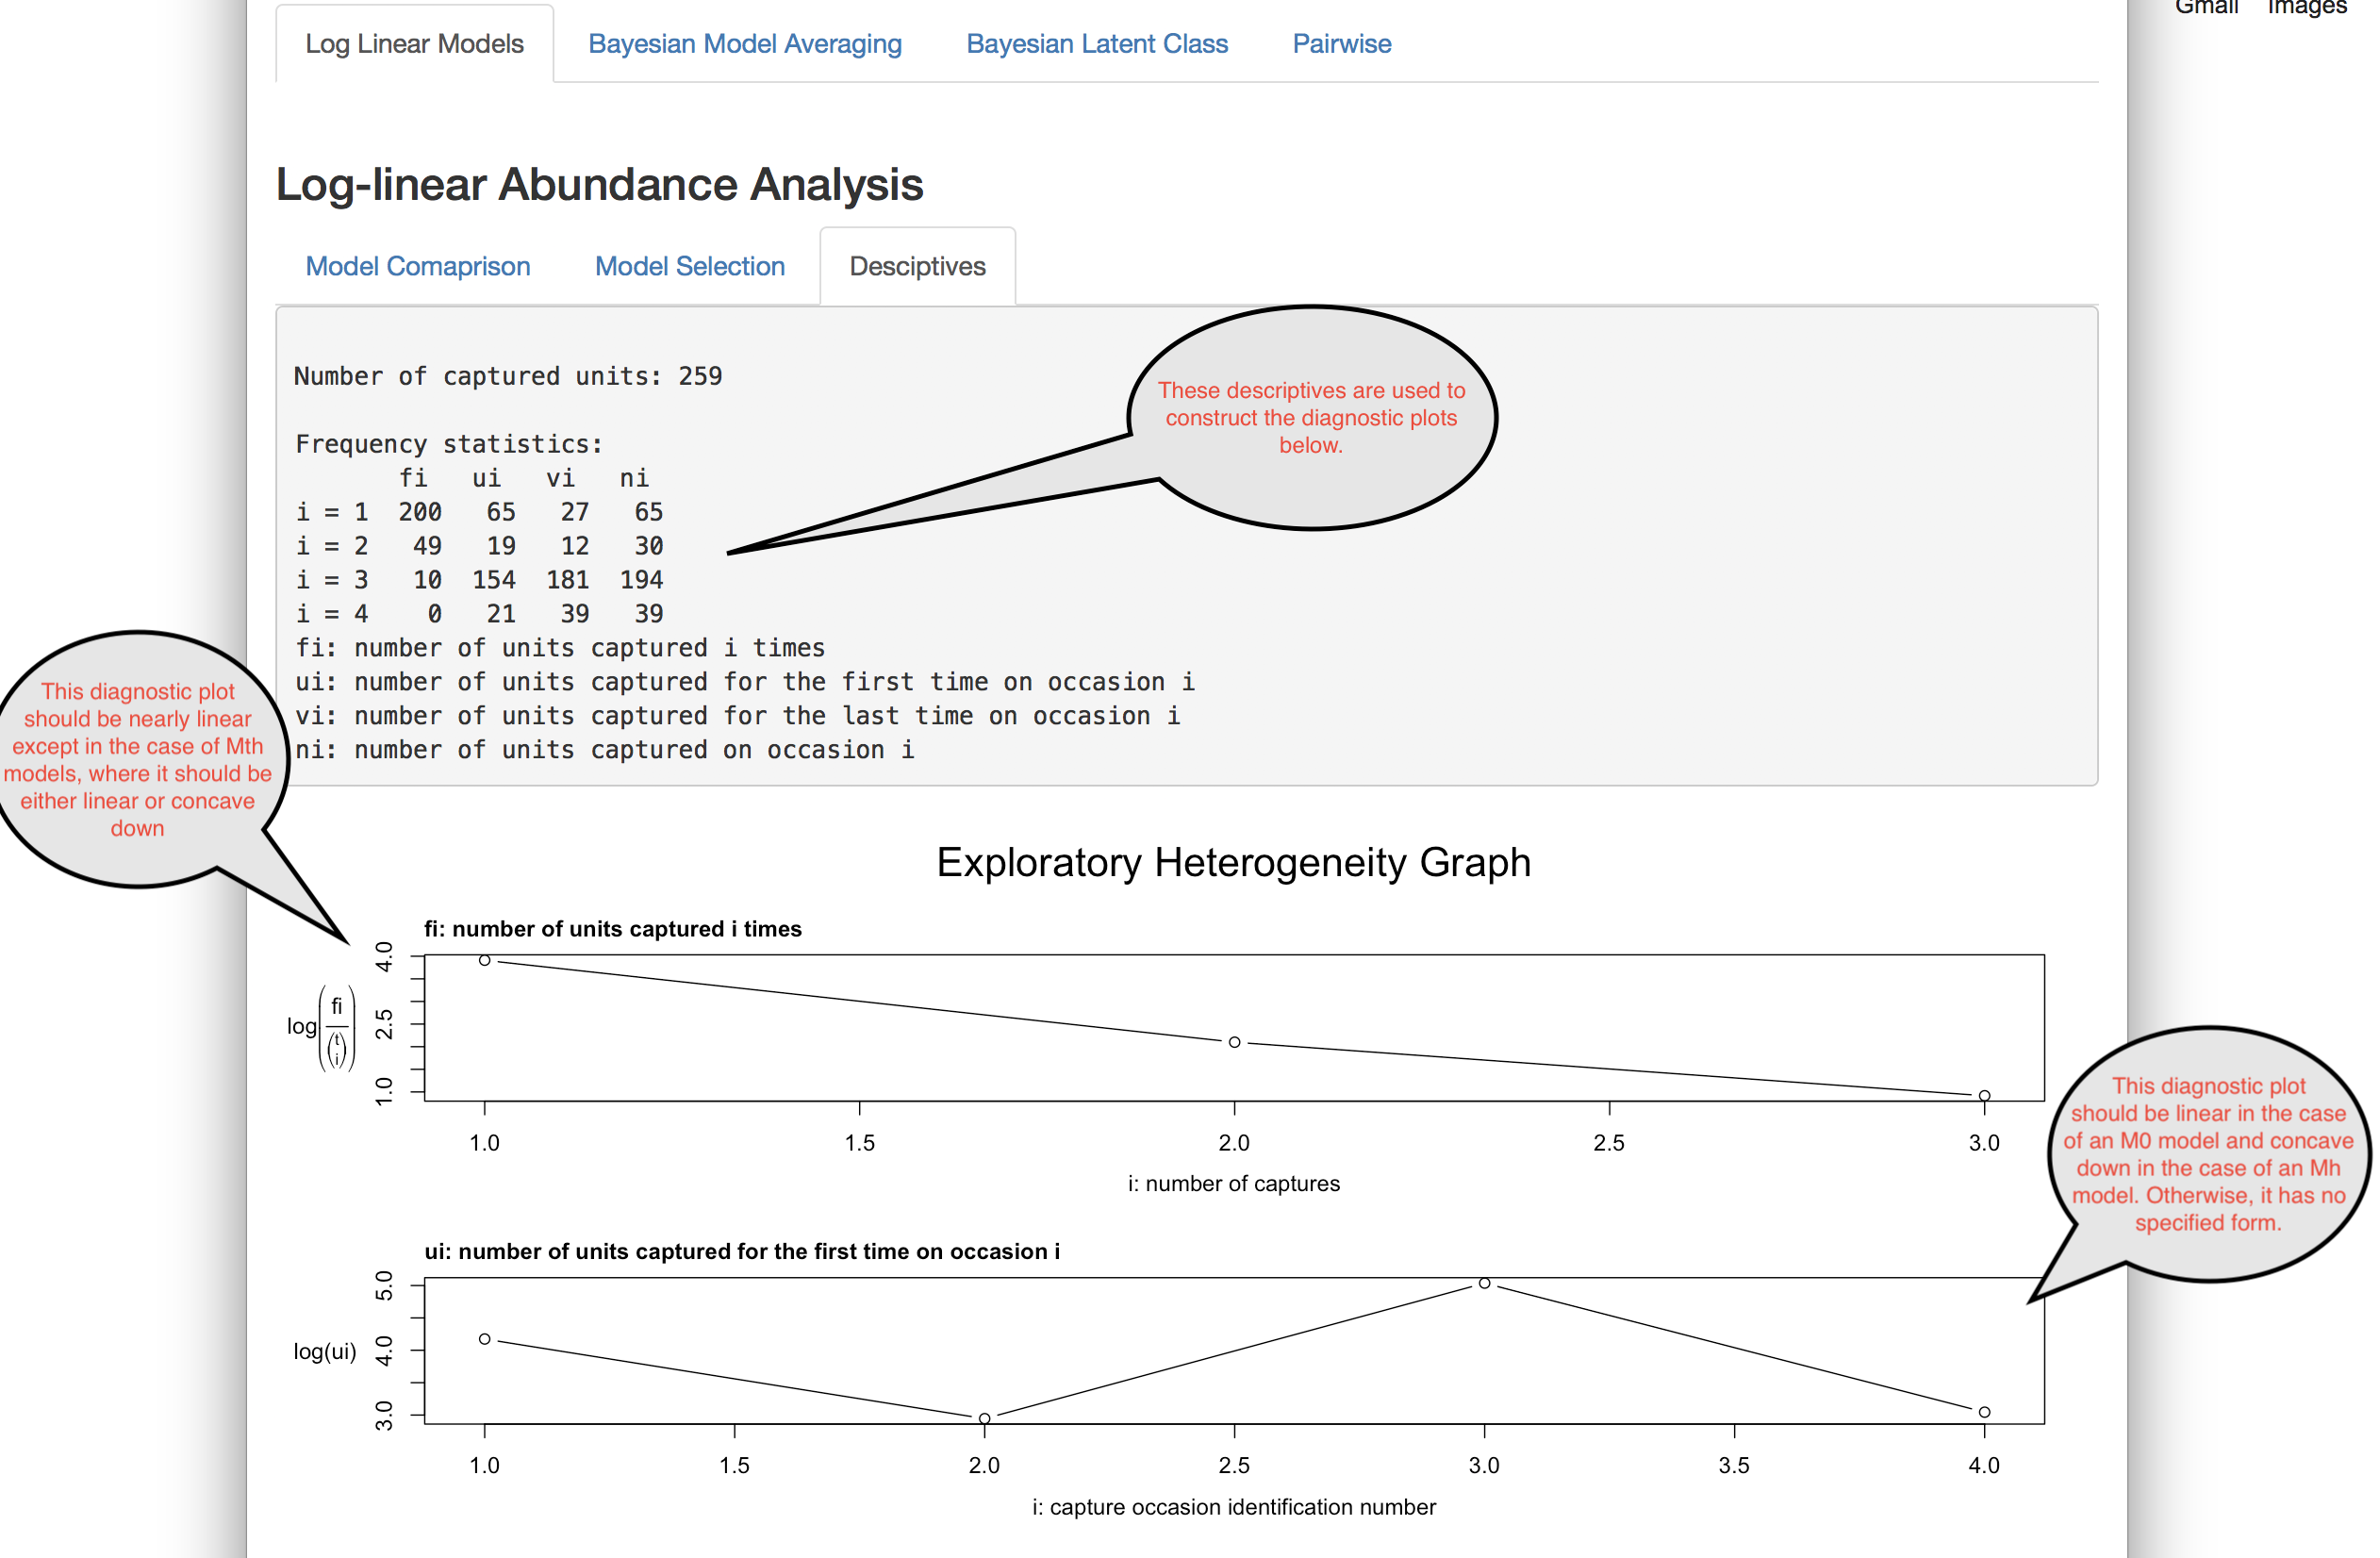 Gmail Images
Log Linear Models Bayesian Model Averaging Bayesian Latent Class Pairwise
Log-linear Abundance Analysis
Model Comaprison Model Selection Desciptives
Number of captured units: 259
Frequency statistics:
fi ui vi ni
i = 1 200 65 27 65
i = 2 49 19 12 30
i = 3 10 154 181 194
i = 4 0 21 39 39
fi: number of units captured i times
ui: number of units captured for the first time on occasion i
vi: number of units captured for the last time on occasion i
ni: number of units captured on occasion i
These descriptives are used to
construct the diagnostic plots
below.
This diagnostic plot
should be nearly linear
except in the case of Mth
models, where it should be
either linear or concave
down
Exploratory Heterogeneity Graph
fi: number of units captured i times
4.0
2.5
1.0
log(fi/(t i))
1.0 1.5 2.0 2.5 3.0
i: number of captures
This diagnostic plot
should be linear in the case
of an M0 model and concave
down in the case of an Mh
model. Otherwise, it has no
specified form.
ui: number of units captured for the first time on occasion i
5.0
4.0
3.0
log(ui)
1.0 1.5 2.0 2.5 3.0 3.5 4.0
i: capture occasion identification number